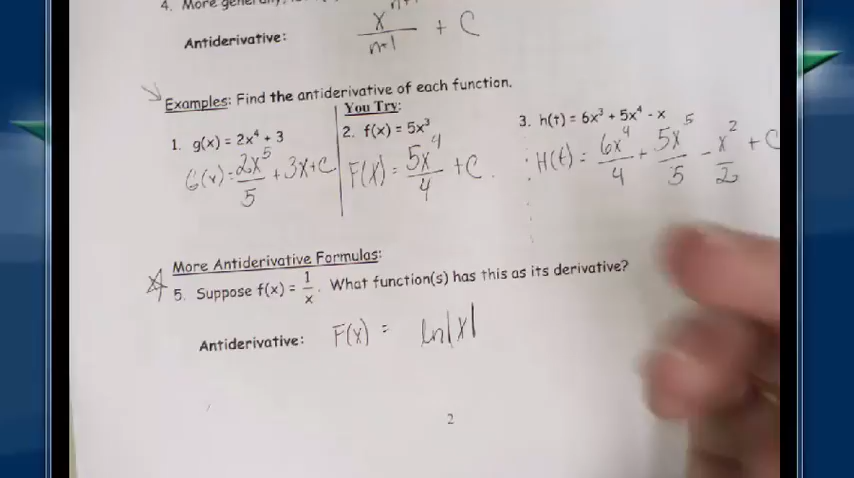 4. More generally,
Antiderivative: x^n+1 / n+1 + C
Examples: Find the antiderivative of each function.
You Try:
1. g(x) = 2x⁴ + 3
2. f(x) = 5x³
3. h(t) = 6x³ + 5x⁴ - x
G(x) = 2x⁵/5 + 3x + C
F(x) = 5x⁴/4 + C.
H(t) = 6x⁴/4 + 5x⁵/5 - x²/2 + C
More Antiderivative Formulas:
5. Suppose f(x) = 1/x. What function(s) has this as its derivative?
Antiderivative: F(x) = ln|x|
2